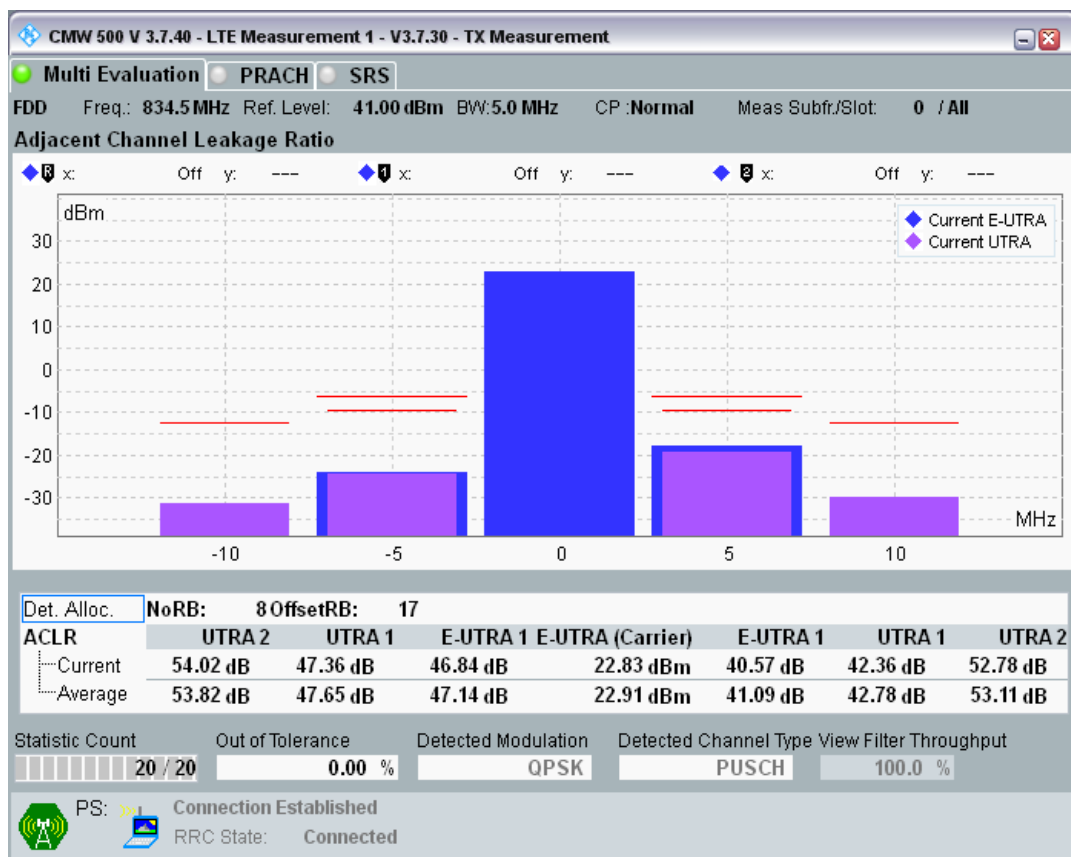 CMW 500 V 3.7.40 - LTE Measurement 1 - V3.7.30 - TX Measurement
Multi Evaluation PRACH SRS
FDD Freq.: 834.5 MHz Ref. Level: 41.00 dBm BW:5.0 MHz CP :Normal Meas Subfr./Slot: 0 / All
Adjacent Channel Leakage Ratio
R x: Off y: --- 1 x: Off y: --- 2 x: Off y: ---
dBm
Current E-UTRA
Current UTRA
30
20
10
0
-10
-20
-30
MHz
-10 -5 0 5 10
Det. Alloc. NoRB: 8 OffsetRB: 17
ACLR UTRA 2 UTRA 1 E-UTRA 1 E-UTRA (Carrier) E-UTRA 1 UTRA 1 UTRA 2
Current 54.02 dB 47.36 dB 46.84 dB 22.83 dBm 40.57 dB 42.36 dB 52.78 dB
Average 53.82 dB 47.65 dB 47.14 dB 22.91 dBm 41.09 dB 42.78 dB 53.11 dB
Statistic Count Out of Tolerance Detected Modulation Detected Channel Type View Filter Throughput
20 / 20 0.00 % QPSK PUSCH 100.0 %
PS: Connection Established
RRC State: Connected